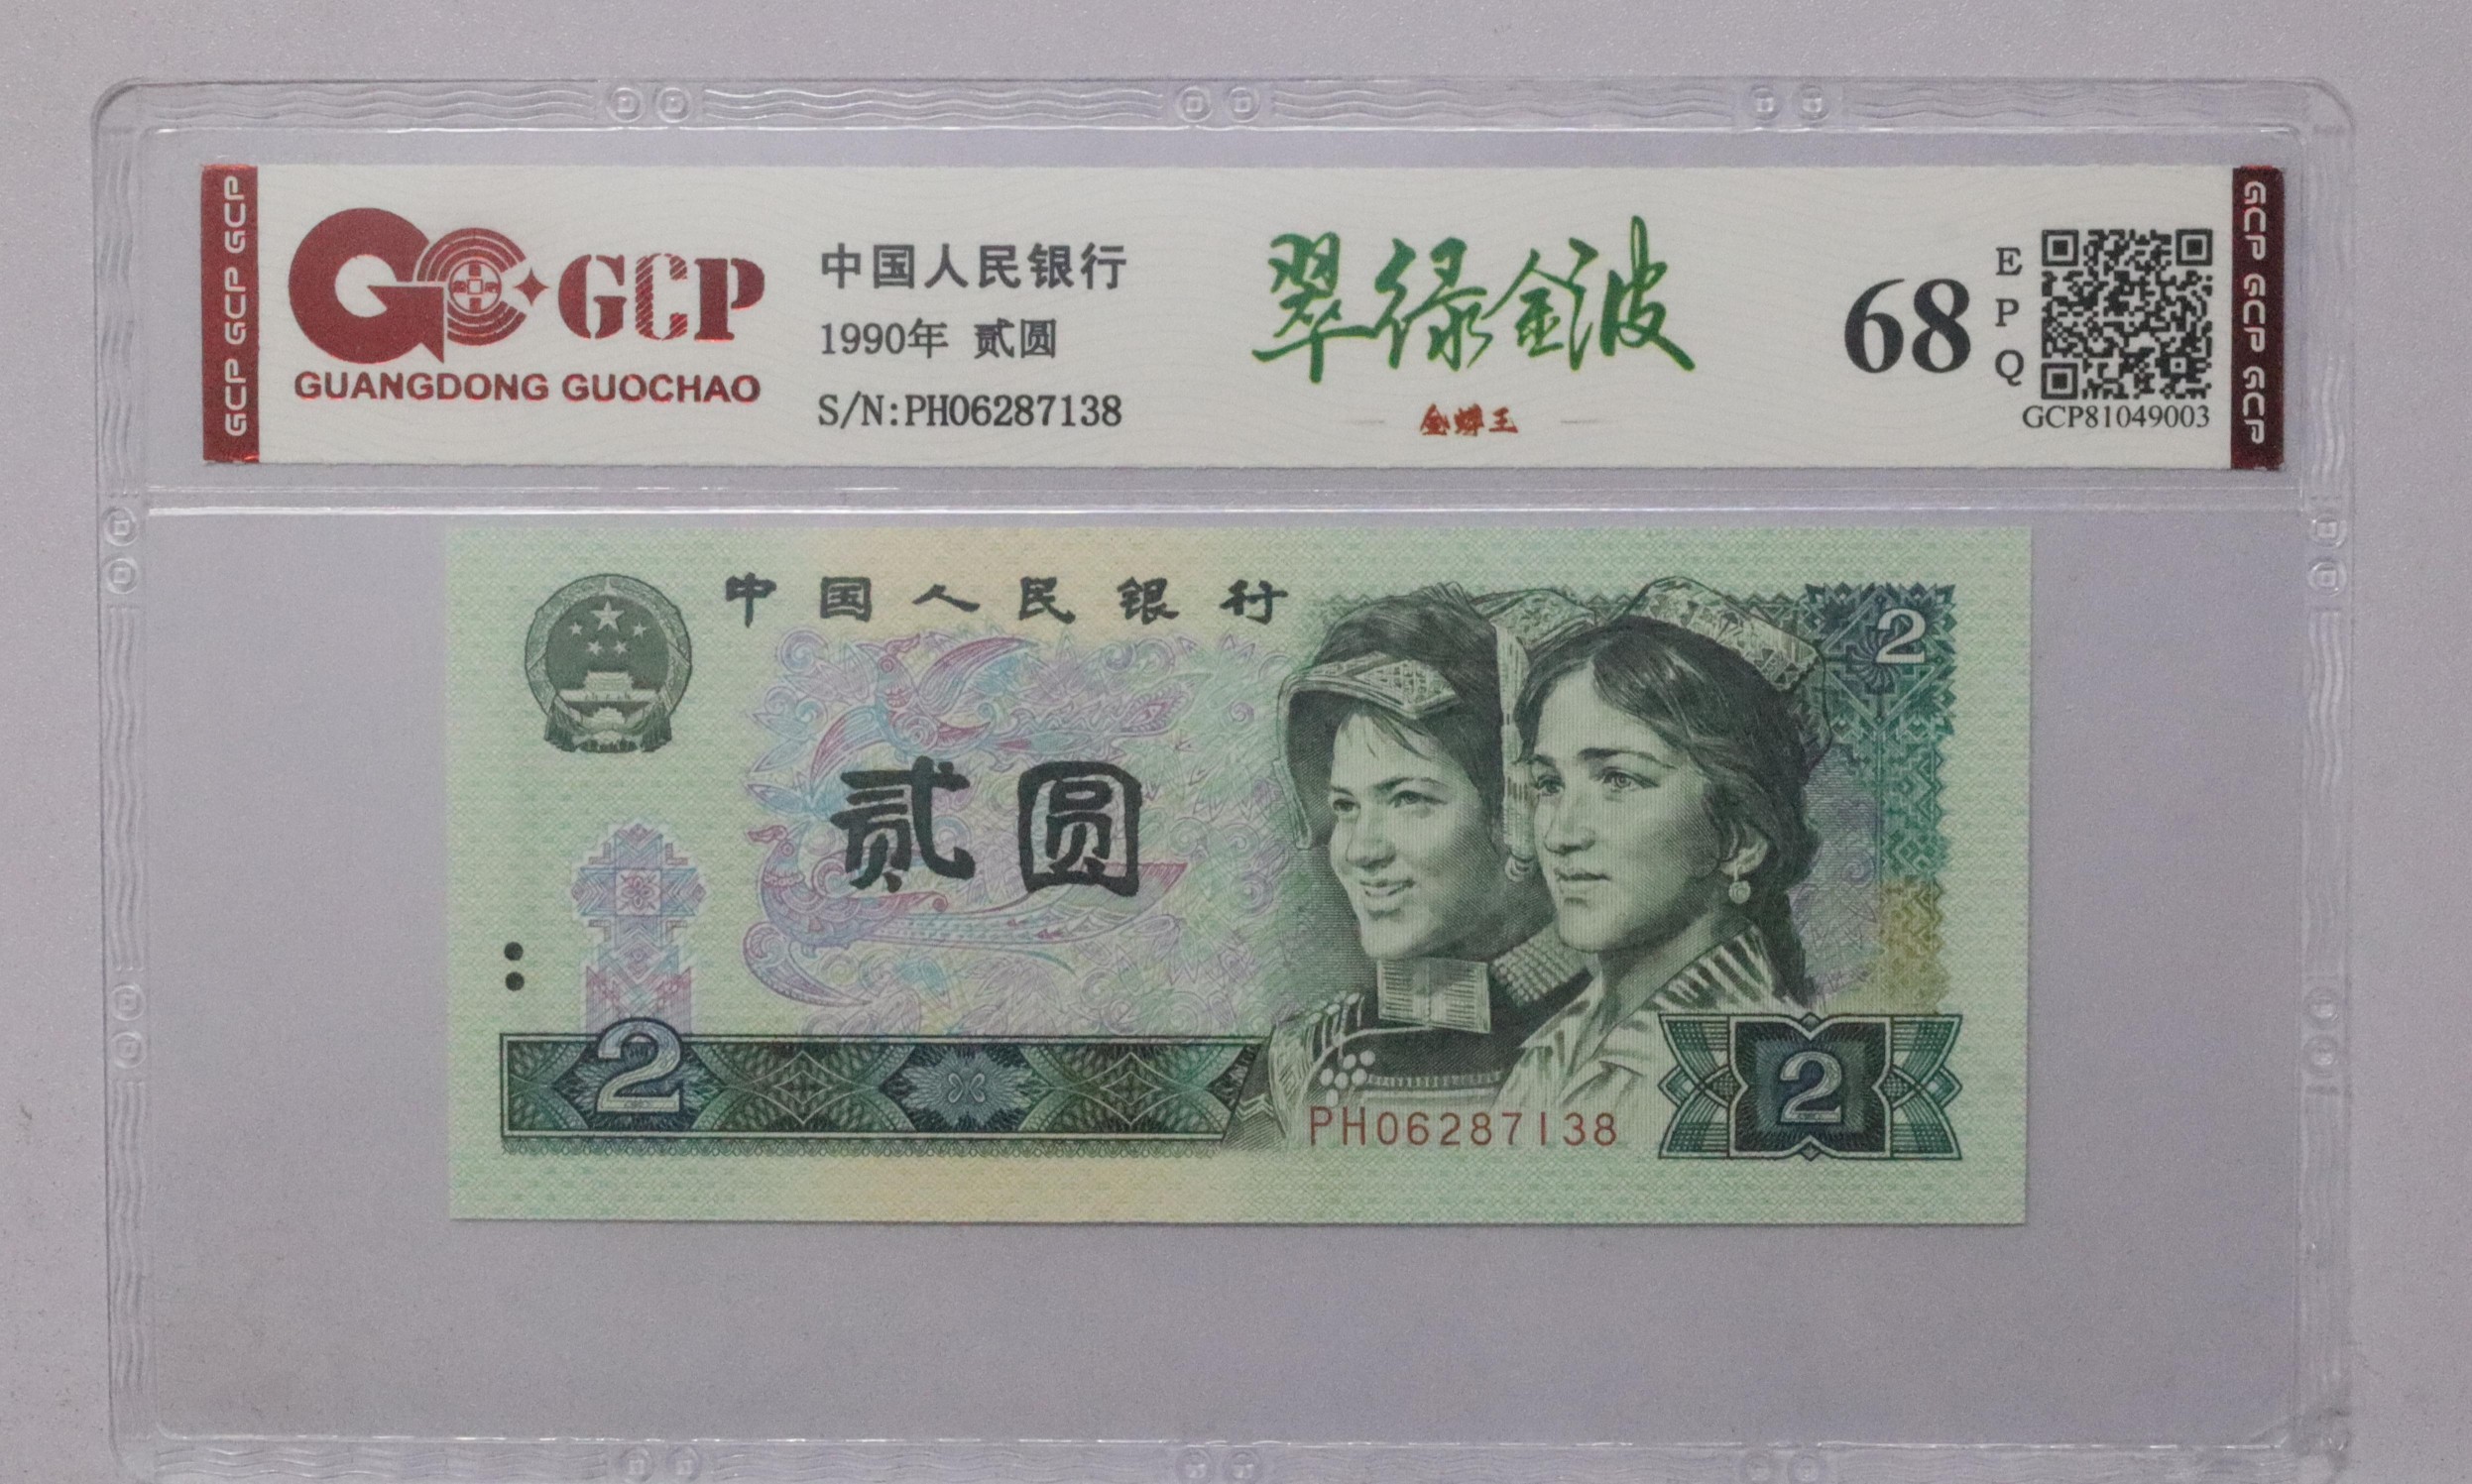 GCP GCP GCP
GCP
GUANGDONG GUOCHAO
中国人民银行
1990年 贰圆
S/N:PH06287138
翠绿金波
金蟒王
68
EPQ
GCP81049003
GCP GCP GCP
中国人民银行
2
贰圆
2
PH06287138
2